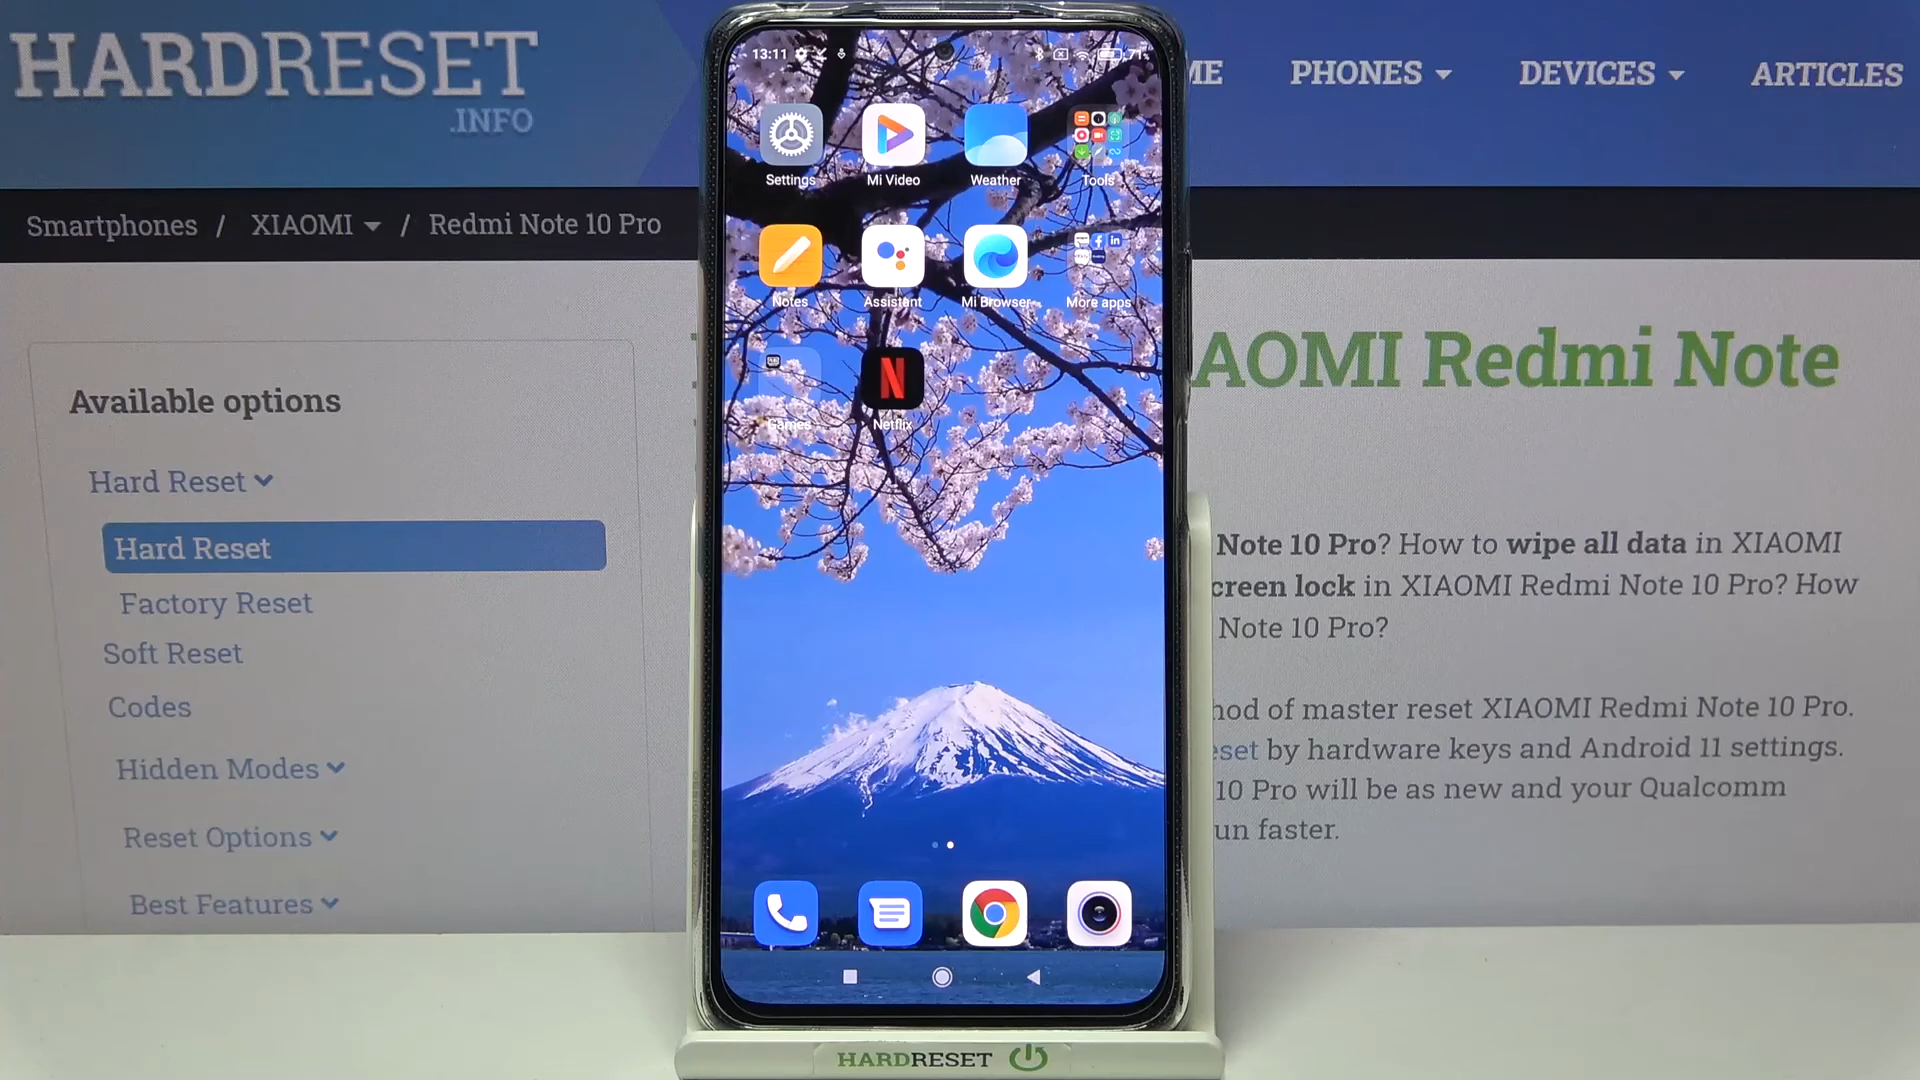 HARDRESET
.INFO
ME
PHONES
DEVICES
ARTICLES
Smartphones / XIAOMI / Redmi Note 10 Pro
Available options
Hard Reset
Hard Reset
Factory Reset
Soft Reset
Codes
Hidden Modes
Reset Options
Best Features
13:11
71
Settings
Mi Video
Weather
Tools
Notes
Assistant
Mi Browser
More apps
Games
N
Netflix
AOMI Redmi Note
Note 10 Pro? How to wipe all data in XIAOMI
creen lock in XIAOMI Redmi Note 10 Pro? How
Note 10 Pro?
hod of master reset XIAOMI Redmi Note 10 Pro.
eset by hardware keys and Android 11 settings.
10 Pro will be as new and your Qualcomm
un faster.
HARDRESET